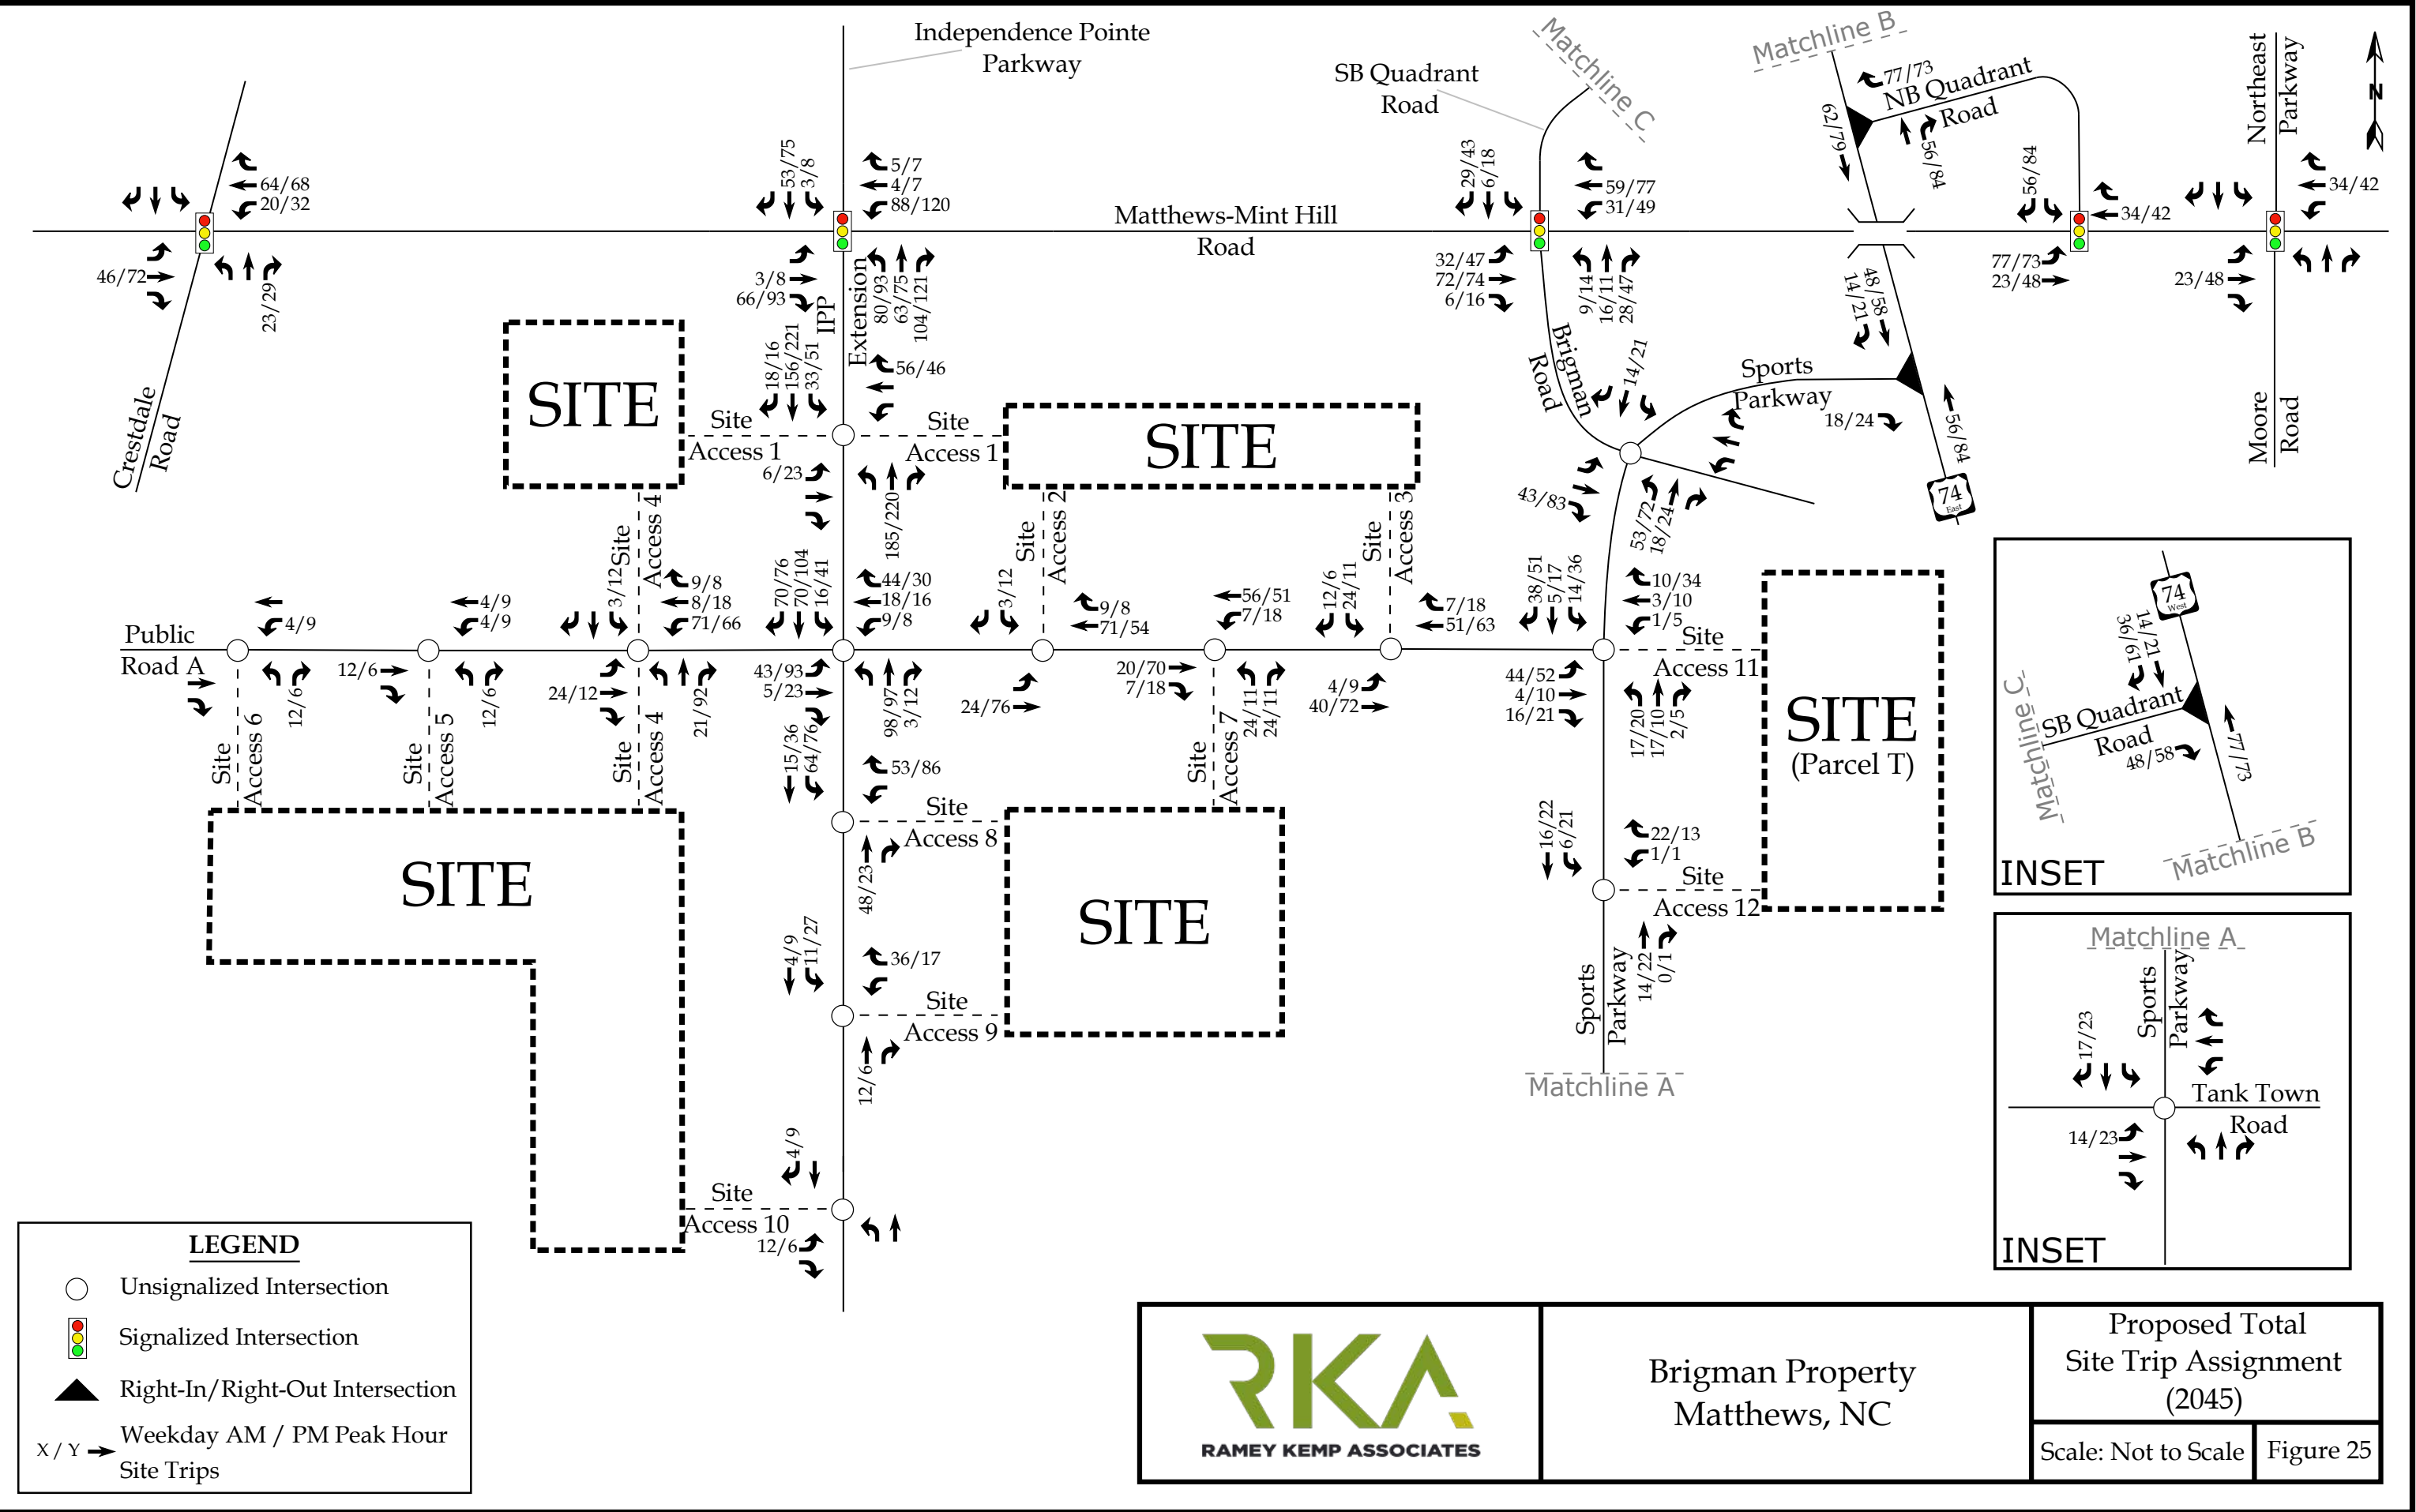 Independence Pointe
Parkway
SB Quadrant
Road
Matchline C
Matchline B
77/73
NB Quadrant
Road
62/79
56/84
Northeast
Parkway
N
64/68
20/32
46/72
23/29
Crestdale
Road
53/75
3/8
5/7
4/7
88/120
3/8
66/93
IPP
Extension
80/93
63/75
104/121
Matthews-Mint Hill
Road
29/43
6/18
59/77
31/49
32/47
72/74
6/16
9/14
16/11
28/47
56/84
34/42
77/73
23/48
34/42
23/48
Moore
Road
48/58
14/21
Brigman
Road
14/21
Sports
Parkway
18/24
56/84
74
East
43/83
53/72
18/24
SITE
18/16
156/221
33/51
56/46
Site
Access 1
Site
Access 1
6/23
185/220
SITE
Site
Access 4
Site
Access 2
Site
Access 3
Public
Road A
4/9
12/6
Site
Access 6
4/9
4/9
12/6
12/6
Site
Access 5
3/12
9/8
8/18
71/66
24/12
21/92
Site
Access 4
70/76
70/104
16/41
44/30
18/16
9/8
43/93
5/23
98/97
3/12
3/12
9/8
71/54
24/76
56/51
7/18
20/70
7/18
24/11
24/11
Site
Access 7
12/6
24/11
7/18
51/63
4/9
40/72
38/51
5/17
14/36
10/34
3/10
1/5
Site
Access 11
44/52
4/10
16/21
17/20
17/10
2/5
SITE
(Parcel T)
15/36
64/76
53/86
Site
Access 8
48/23
4/9
11/27
36/17
Site
Access 9
12/6
4/9
Site
Access 10
12/6
SITE
SITE
16/22
6/21
22/13
1/1
Site
Access 12
14/22
0/1
Sports
Parkway
Matchline A
74
West
14/21
36/61
Matchline C
SB Quadrant
Road
48/58
77/73
Matchline B
INSET
Matchline A
Sports
Parkway
17/23
Tank Town
Road
14/23
INSET
LEGEND
Unsignalized Intersection
Signalized Intersection
Right-In/Right-Out Intersection
X / Y
Weekday AM / PM Peak Hour
Site Trips
RKA
RAMEY KEMP ASSOCIATES
Brigman Property
Matthews, NC
Proposed Total
Site Trip Assignment
(2045)
Scale: Not to Scale
Figure 25